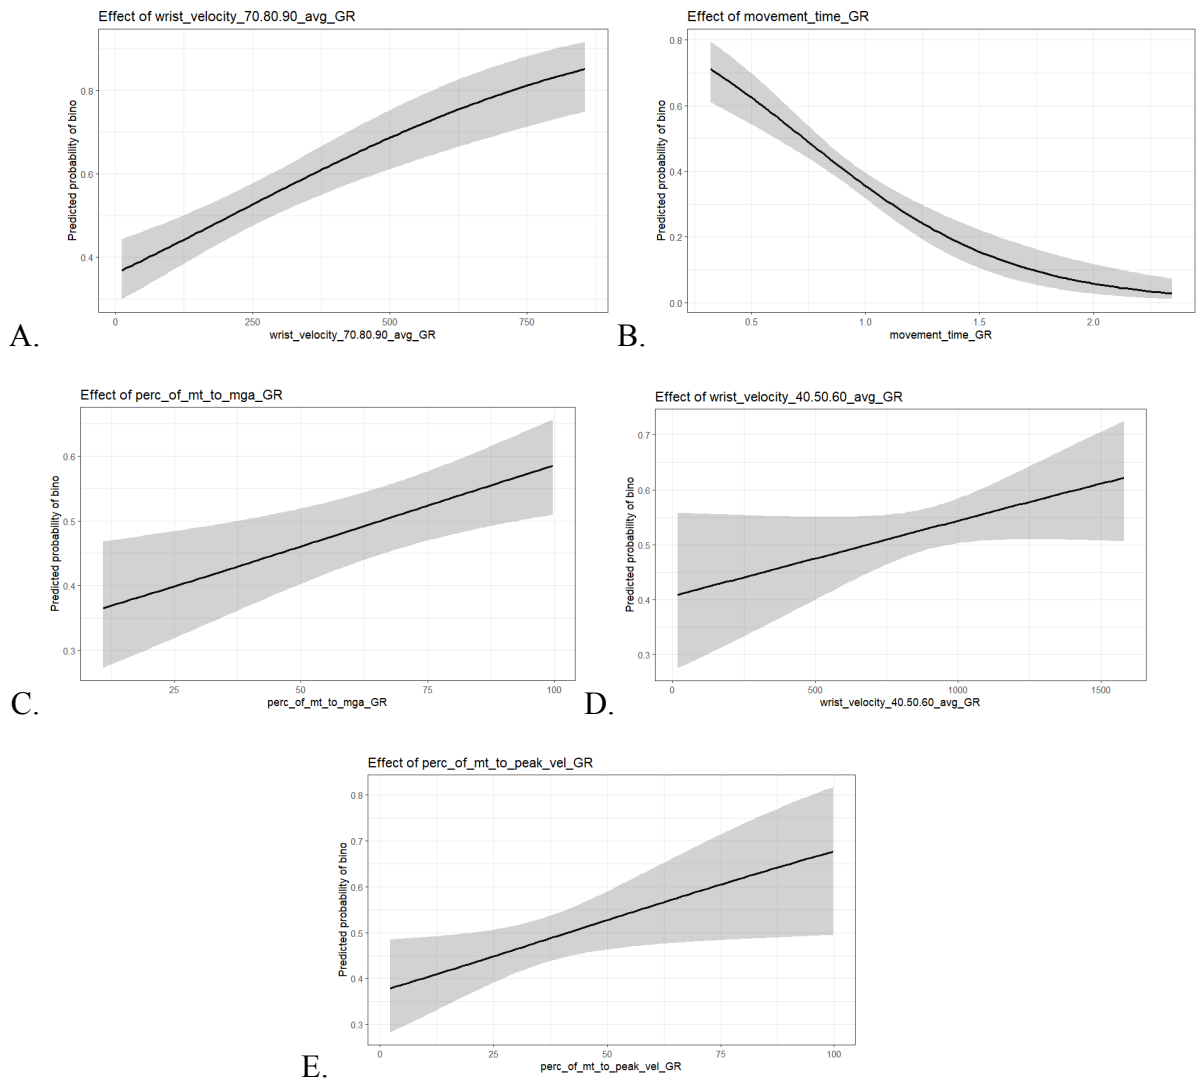 Effect of wrist_velocity_70.80.90_avg_GR
Predicted probability of bino
0.8
0.6
0.4
0
250
500
750
wrist_velocity_70.80.90_avg_GR
A.
Effect of movement_time_GR
Predicted probability of bino
0.8
0.6
0.4
0.2
0.0
0.5
1.0
1.5
2.0
movement_time_GR
B.
Effect of perc_of_mt_to_mga_GR
Predicted probability of bino
0.6
0.5
0.4
0.3
25
50
75
100
perc_of_mt_to_mga_GR
C.
Effect of wrist_velocity_40.50.60_avg_GR
Predicted probability of bino
0.7
0.6
0.5
0.4
0.3
0
500
1000
1500
wrist_velocity_40.50.60_avg_GR
D.
Effect of perc_of_mt_to_peak_vel_GR
Predicted probability of bino
0.8
0.7
0.6
0.5
0.4
0.3
0
25
50
75
100
perc_of_mt_to_peak_vel_GR
E.